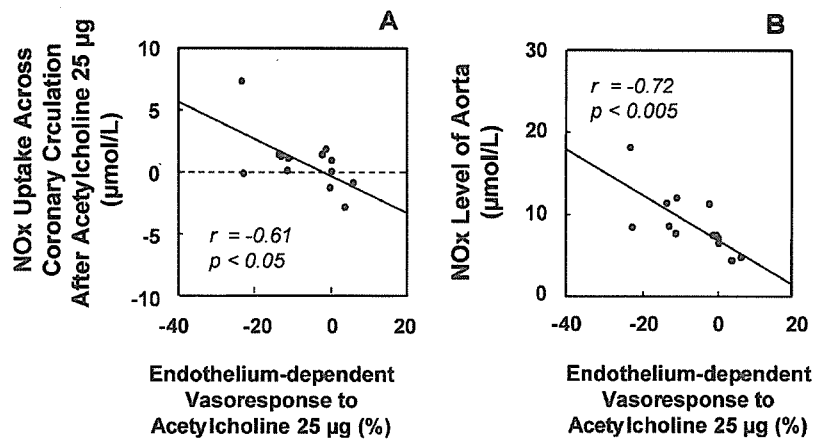 A
NOx Uptake Across
Coronary Crculation
After Acetylcholine 25 µg
(µmol/L)
10
5
0
-5
-10
r = -0.61
p < 0.05
-40
-20
0
20
Endothelium-dependent
Vasoresponse to
Acetylcholine 25 µg (%)
B
NOx Level of Aorta
(µmol/L)
30
20
10
0
r = -0.72
p < 0.005
-40
-20
0
20
Endothelium-dependent
Vasoresponse to
Acetylcholine 25 µg (%)